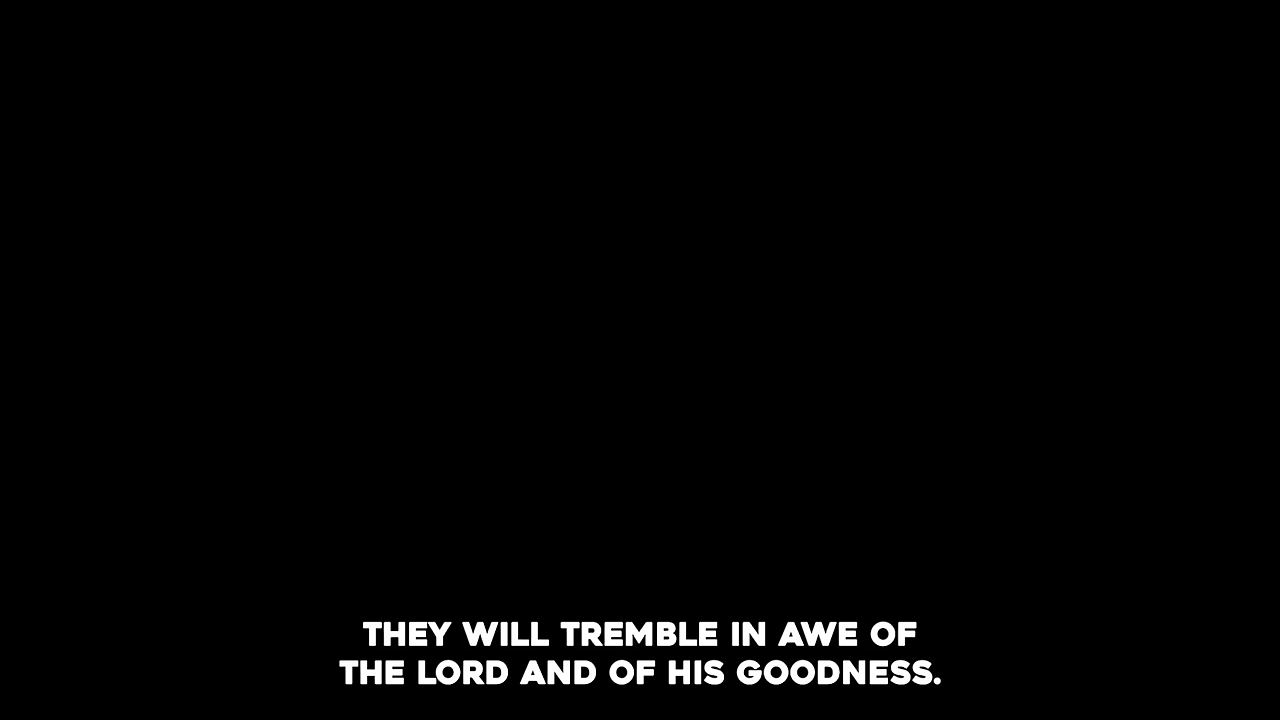 THEY WILL TREMBLE IN AWE OF
THE LORD AND OF HIS GOODNESS.